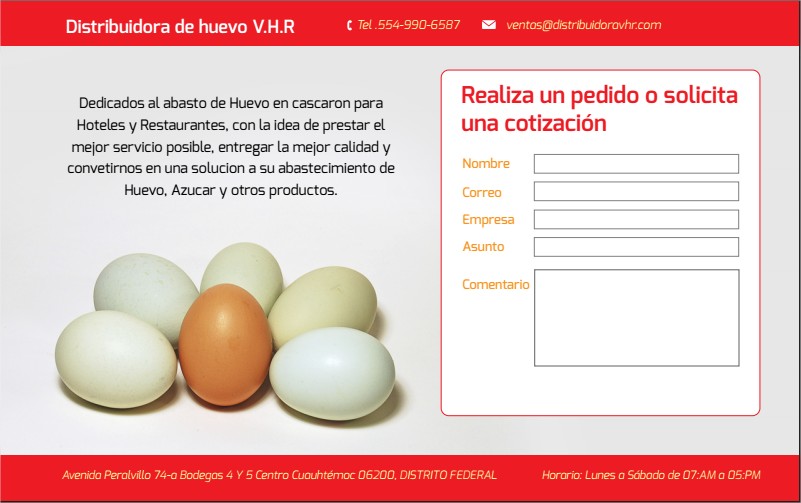 Distribuidora de huevo V.H.R
Tel .554-990-6587
ventas@distribuidoravhr.com
Dedicados al abasto de Huevo en cascaron para
Hoteles y Restaurantes, con la idea de prestar el
mejor servicio posible, entregar la mejor calidad y
convetirnos en una solucion a su abastecimiento de
Huevo, Azucar y otros productos.
Realiza un pedido o solicita
una cotización
Nombre
Correo
Empresa
Asunto
Comentario
Avenida Peralvillo 74-a Bodegas 4 Y 5 Centro Cuauhtémoc 06200, DISTRITO FEDERAL
Horario: Lunes a Sábado de 07:AM a 05:PM